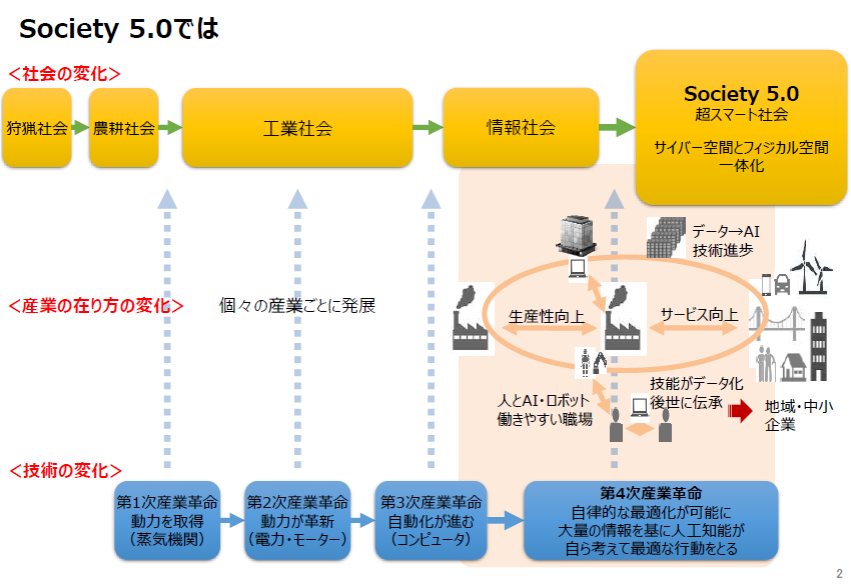 Society 5.0では
＜社会の変化＞
狩猟社会
農耕社会
工業社会
情報社会
Society 5.0
超スマート社会
サイバー空間とフィジカル空間
一体化
データ→AI
技術進歩
＜産業の在り方の変化＞
個々の産業ごとに発展
生産性向上
サービス向上
人とAI・ロボット
働きやすい職場
技能がデータ化
後世に伝承
地域・中小
企業
＜技術の変化＞
第1次産業革命
動力を取得
（蒸気機関）
第2次産業革命
動力が革新
（電力・モーター）
第3次産業革命
自動化が進む
（コンピュータ）
第4次産業革命
自律的な最適化が可能に
大量の情報を基に人工知能が
自ら考えて最適な行動をとる
2